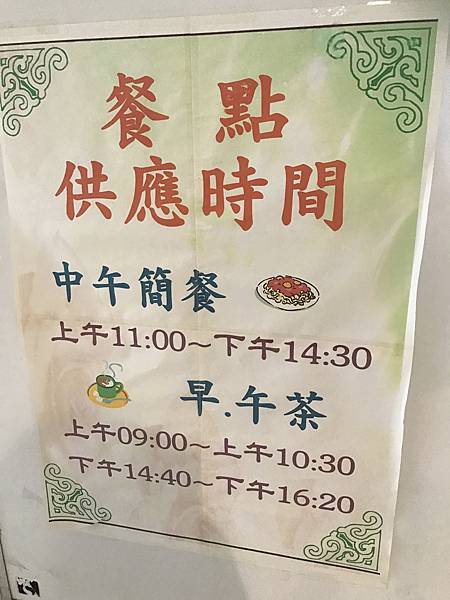 餐 點
供應時間
中午簡餐
上午11:00～下午14:30
早.午茶
上午09:00～上午10:30
下午14:40～下午16:20